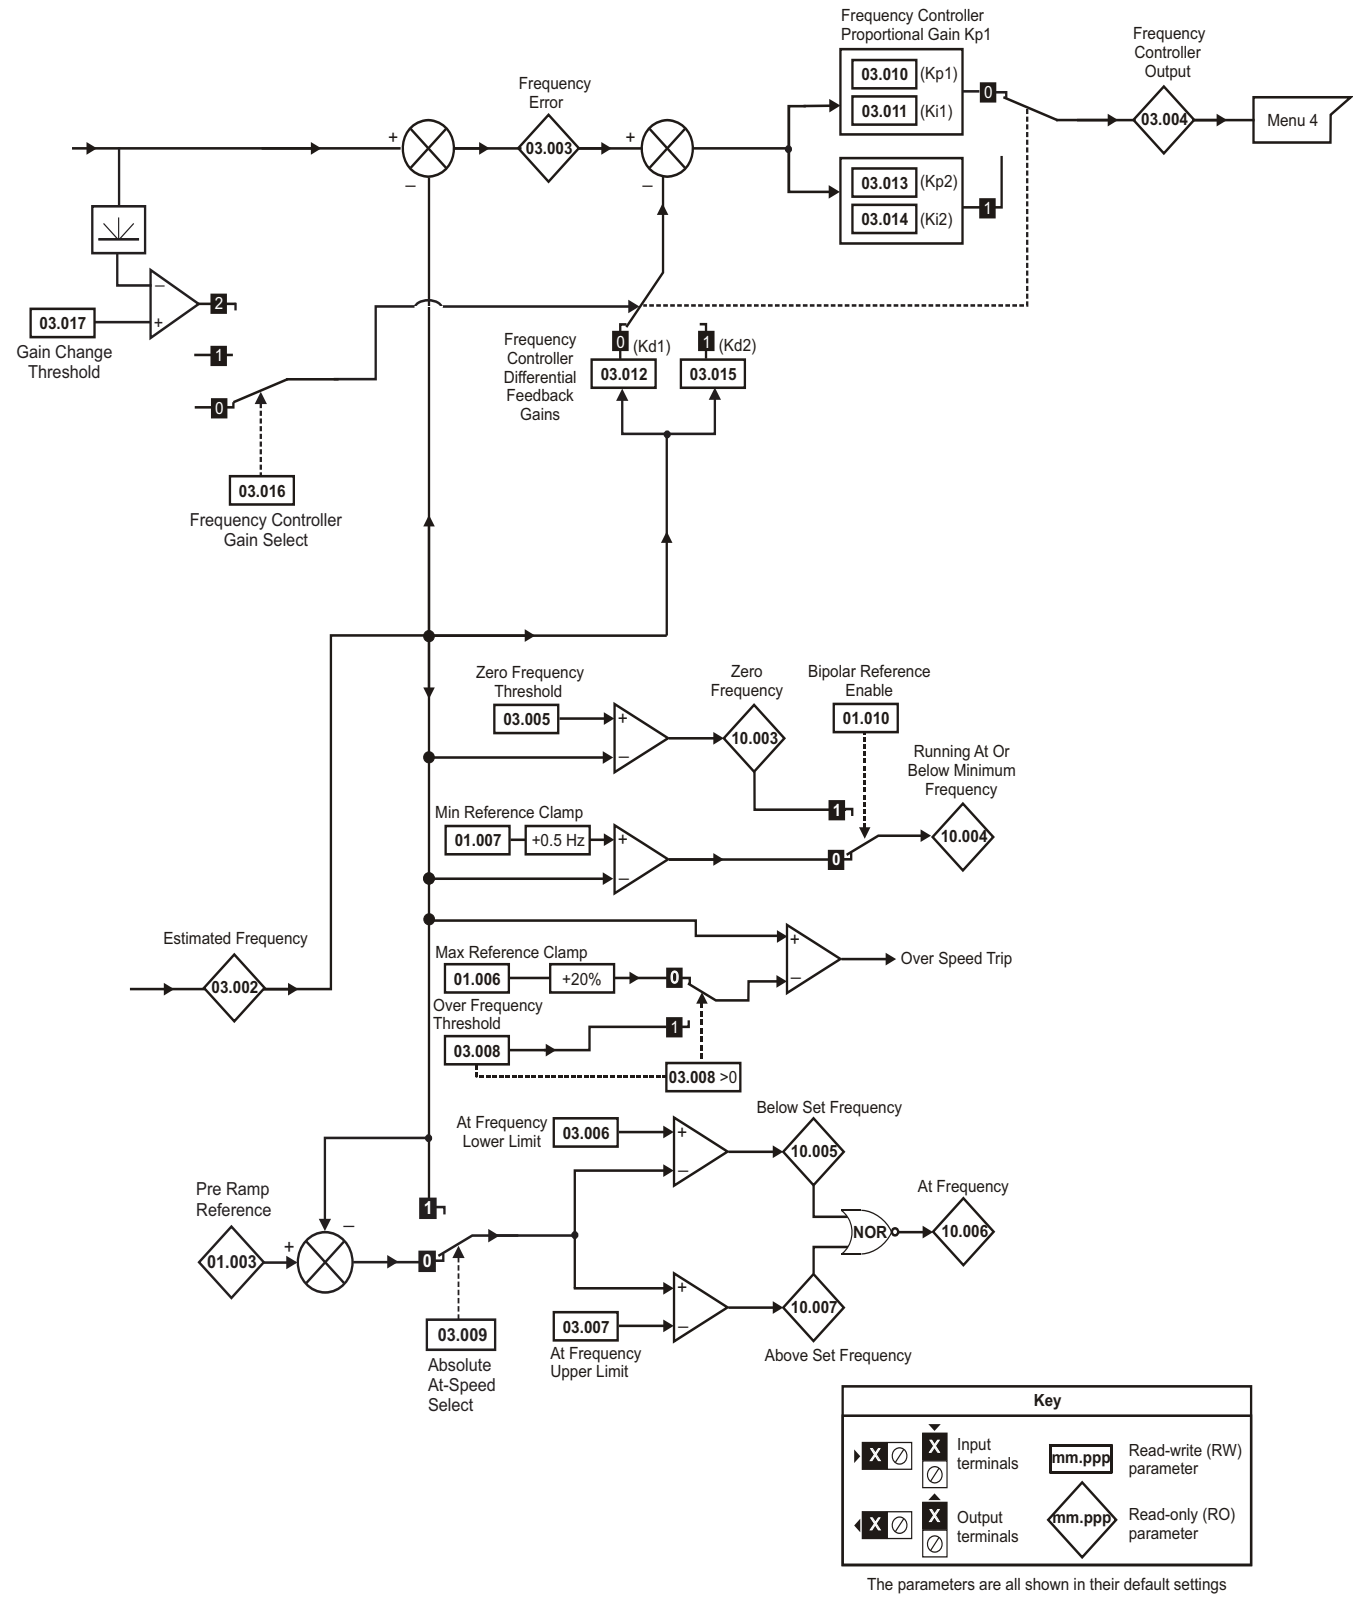 Frequency Controller
Proportional Gain Kp1
03.010 (Kp1)
03.011 (Ki1)
0
Frequency
Controller
Output
03.004
Menu 4
Frequency
Error
+
03.003
+
–
–
03.013 (Kp2)
03.014 (Ki2)
1
–
+
2
03.017
Gain Change
Threshold
1
0
03.016
Frequency Controller
Gain Select
Frequency
Controller
Differential
Feedback
Gains
0 (Kd1)
03.012
1 (Kd2)
03.015
Zero Frequency
Threshold
03.005
+
–
Zero
Frequency
10.003
Bipolar Reference
Enable
01.010
Running At Or
Below Minimum
Frequency
1
Min Reference Clamp
01.007
+0.5 Hz
+
–
0
10.004
Estimated Frequency
03.002
Max Reference Clamp
01.006
+20%
0
+
–
Over Speed Trip
Over Frequency
Threshold
03.008
1
03.008 >0
At Frequency
Lower Limit
03.006
+
–
Below Set Frequency
10.005
Pre Ramp
Reference
01.003
+
–
1
0
03.009
Absolute
At-Speed
Select
NOR
At Frequency
10.006
+
–
03.007
At Frequency
Upper Limit
10.007
Above Set Frequency
Key
X
X
Input
terminals
mm.ppp
Read-write (RW)
parameter
X
X
Output
terminals
mm.ppp
Read-only (RO)
parameter
The parameters are all shown in their default settings